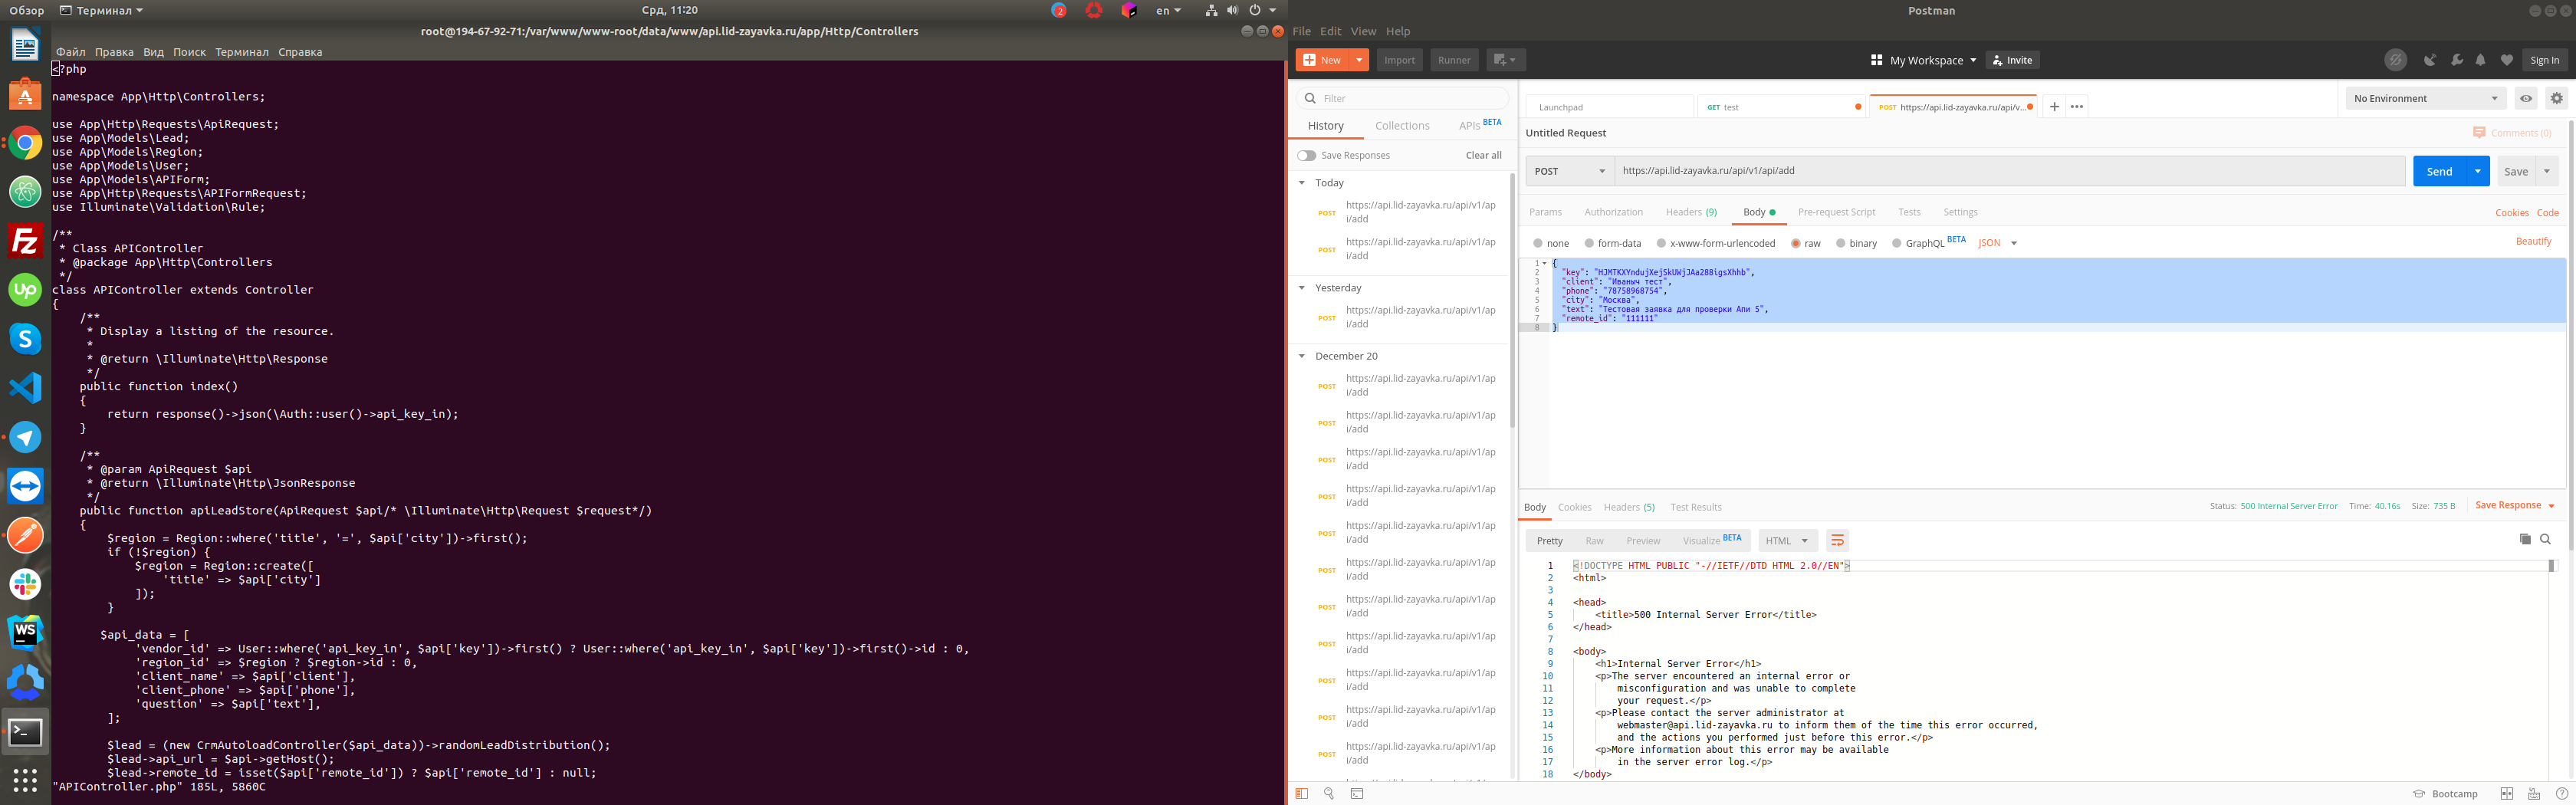 Обзор
Терминал
Срд, 11:20
2
en
root@194-67-92-71:/var/www/www-root/data/www/api.lid-zayavka.ru/app/Http/Controllers
Файл Правка Вид Поиск Терминал Справка
<?php
namespace App\Http\Controllers;
use App\Http\Requests\ApiRequest;
use App\Models\Lead;
use App\Models\Region;
use App\Models\User;
use App\Models\APIForm;
use App\Http\Requests\APIFormRequest;
use Illuminate\Validation\Rule;
/**
* Class APIController
* @package App\Http\Controllers
*/
class APIController extends Controller
{
/**
* Display a listing of the resource.
*
* @return \Illuminate\Http\Response
*/
public function index()
{
return response()->json(\Auth::user()->api_key_in);
}
/**
* @param ApiRequest $api
* @return \Illuminate\Http\JsonResponse
*/
public function apiLeadStore(ApiRequest $api/* \Illuminate\Http\Request $request*/)
{
$region = Region::where('title', '=', $api['city'])->first();
if (!$region) {
$region = Region::create([
'title' => $api['city']
]);
}
$api_data = [
'vendor_id' => User::where('api_key_in', $api['key'])->first() ? User::where('api_key_in', $api['key'])->first()->id : 0,
'region_id' => $region ? $region->id : 0,
'client_name' => $api['client'],
'client_phone' => $api['phone'],
'question' => $api['text'],
];
$lead = (new CrmAutoloadController($api_data))->randomLeadDistribution();
$lead->api_url = $api->getHost();
$lead->remote_id = isset($api['remote_id']) ? $api['remote_id'] : null;
"APIController.php" 185L, 5860C
Postman
File Edit View Help
New
Import
Runner
My Workspace
Invite
Sign In
Filter
History
Collections
APIs BETA
Save Responses
Clear all
Today
POST https://api.lid-zayavka.ru/api/v1/ap
i/add
POST https://api.lid-zayavka.ru/api/v1/ap
i/add
Yesterday
POST https://api.lid-zayavka.ru/api/v1/ap
i/add
December 20
POST https://api.lid-zayavka.ru/api/v1/ap
i/add
POST https://api.lid-zayavka.ru/api/v1/ap
i/add
POST https://api.lid-zayavka.ru/api/v1/ap
i/add
POST https://api.lid-zayavka.ru/api/v1/ap
i/add
POST https://api.lid-zayavka.ru/api/v1/ap
i/add
POST https://api.lid-zayavka.ru/api/v1/ap
i/add
POST https://api.lid-zayavka.ru/api/v1/ap
i/add
POST https://api.lid-zayavka.ru/api/v1/ap
i/add
POST https://api.lid-zayavka.ru/api/v1/ap
i/add
POST https://api.lid-zayavka.ru/api/v1/ap
i/add
POST https://api.lid-zayavka.ru/api/v1/ap
i/add
Launchpad
GET test
POST https://api.lid-zayavka.ru/api/v...
No Environment
Untitled Request
Comments (0)
POST
https://api.lid-zayavka.ru/api/v1/api/add
Send
Save
Params Authorization Headers (9) Body Pre-request Script Tests Settings
Cookies Code
none form-data x-www-form-urlencoded raw binary GraphQL BETA JSON
Beautify
1 {
2 "key": "HJMTKXYndujXejSkUWjJAa288igsXhhb",
3 "client": "Иваныч тест",
4 "phone": "78758968754",
5 "city": "Москва",
6 "text": "Тестовая заявка для проверки Апи 5",
7 "remote_id": "111111"
8 }
Body Cookies Headers (5) Test Results
Status: 500 Internal Server Error Time: 40.16s Size: 735 B
Save Response
Pretty Raw Preview Visualize BETA HTML
1 <!DOCTYPE HTML PUBLIC "-//IETF//DTD HTML 2.0//EN">
2 <html>
3
4 <head>
5 <title>500 Internal Server Error</title>
6 </head>
7
8 <body>
9 <h1>Internal Server Error</h1>
10 <p>The server encountered an internal error or
11 misconfiguration and was unable to complete
12 your request.</p>
13 <p>Please contact the server administrator at
14 webmaster@api.lid-zayavka.ru to inform them of the time this error occurred,
15 and the actions you performed just before this error.</p>
16 <p>More information about this error may be available
17 in the server error log.</p>
18 </body>
Bootcamp